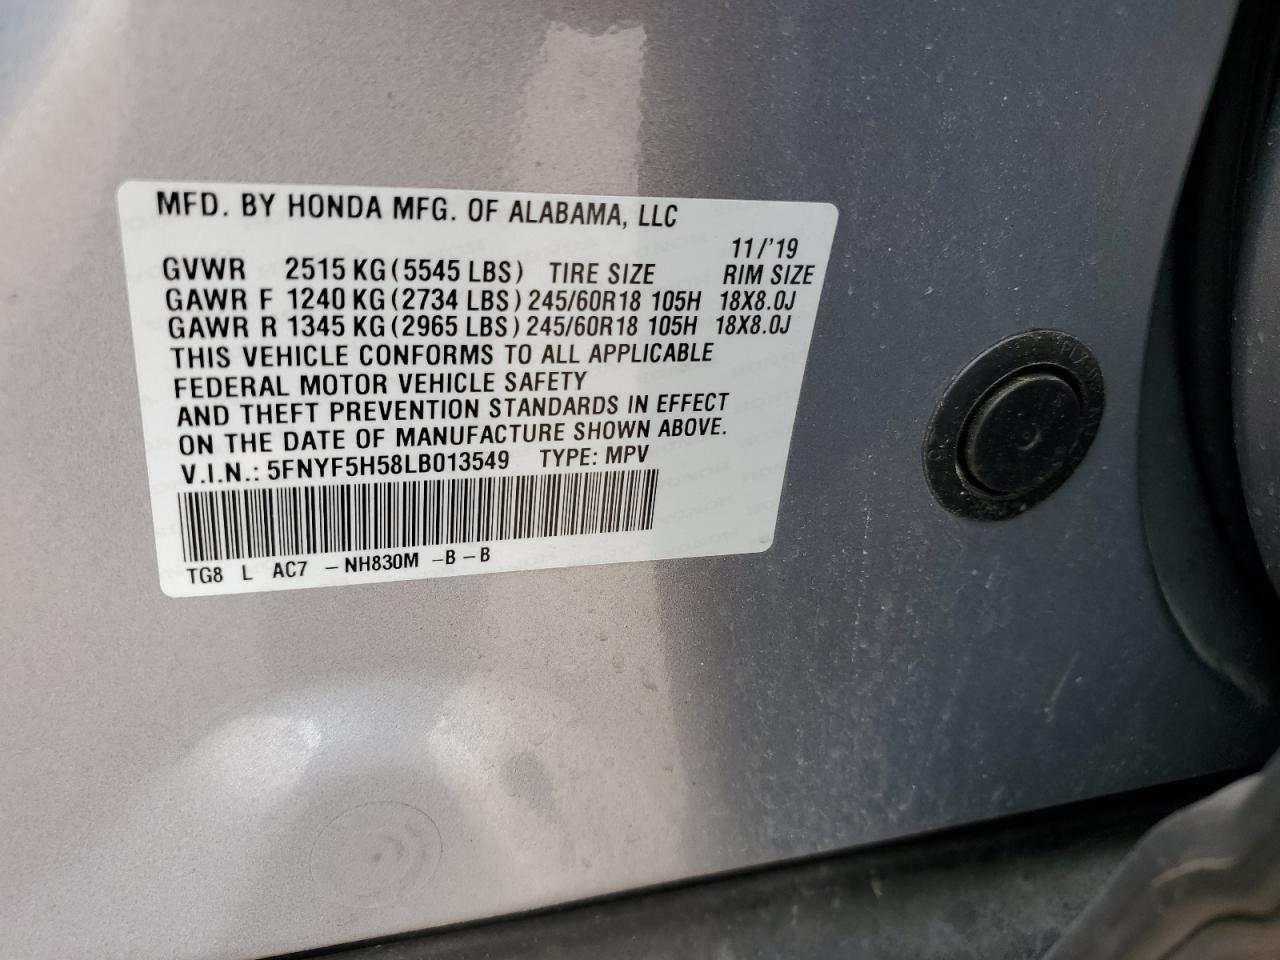 MFD. BY HONDA MFG. OF ALABAMA, LLC
11/'19
GVWR 2515 KG (5545 LBS) TIRE SIZE RIM SIZE
GAWR F 1240 KG (2734 LBS) 245/60R18 105H 18X8.0J
GAWR R 1345 KG (2965 LBS) 245/60R18 105H 18X8.0J
THIS VEHICLE CONFORMS TO ALL APPLICABLE
FEDERAL MOTOR VEHICLE SAFETY
AND THEFT PREVENTION STANDARDS IN EFFECT
ON THE DATE OF MANUFACTURE SHOWN ABOVE.
V.I.N.: 5FNYF5H58LB013549 TYPE: MPV
TG8 L AC7 -NH830M -B-B